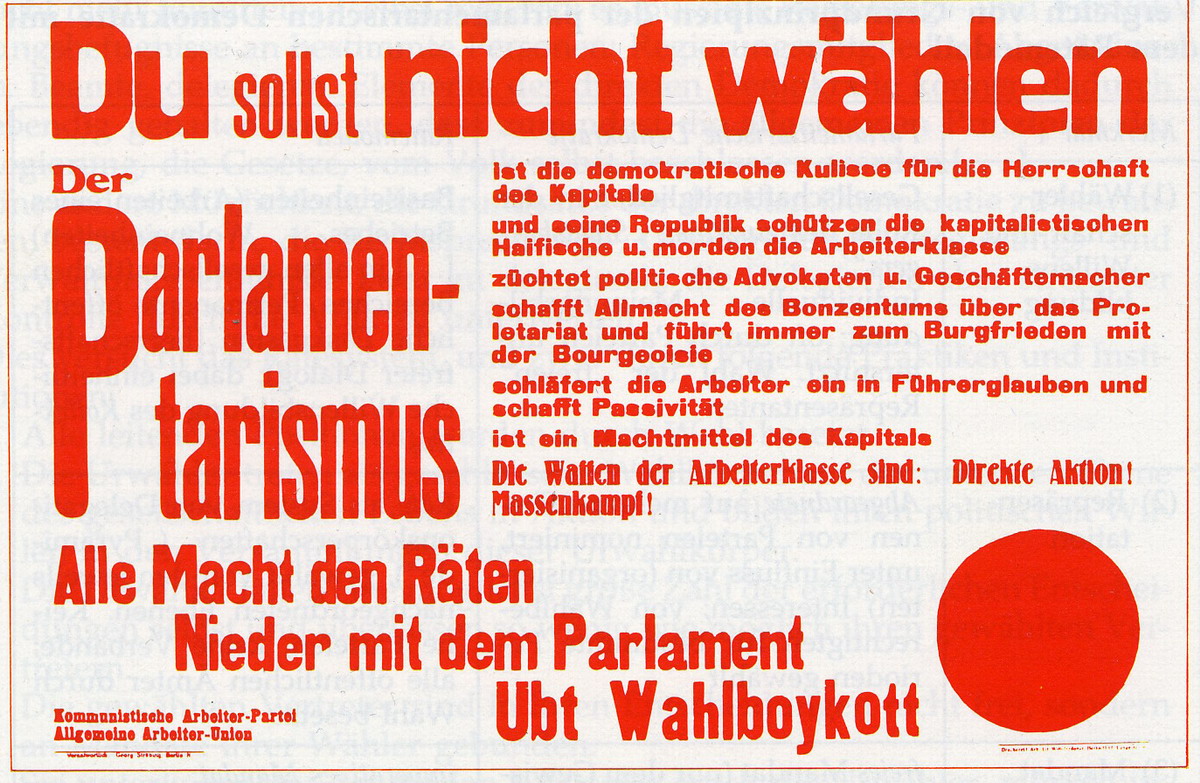 Du sollst nicht wählen
Der
Parlamen-
tarismus
ist die demokratische Kulisse für die Herrschaft
des Kapitals
und seine Republik schützen die kapitalistischen
Haifische u. morden die Arbeiterklasse
züchtet politische Advokaten u. Geschäftemacher
schafft Allmacht des Bonzentums über das Pro-
letariat und führt immer zum Burgfrieden mit
der Bourgeoisie
schläfert die Arbeiter ein in Führerglauben und
schafft Passivität
ist ein Machtmittel des Kapitals
Die Waffen der Arbeiterklasse sind: Direkte Aktion!
Massenkampf!
Alle Macht den Räten
Nieder mit dem Parlament
Ubt Wahlboykott
Kommunistische Arbeiter-Partei
Allgemeine Arbeiter-Union
Verantwortlich Georg Berlin N